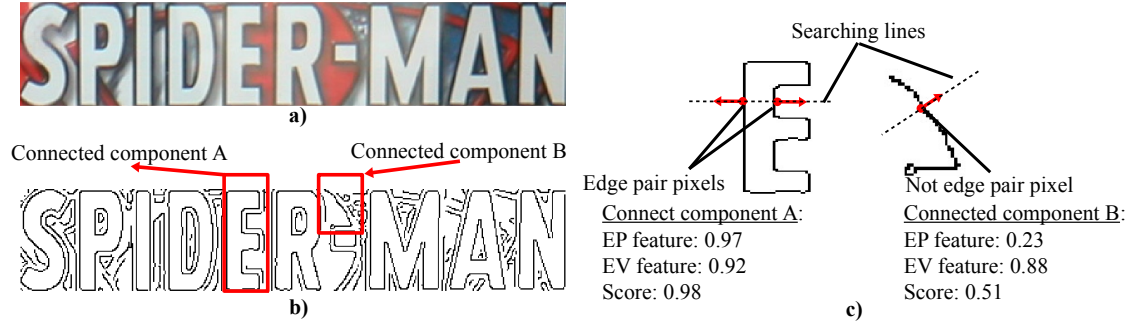 SPIDER-MAN
a)
Connected component A
Connected component B
SPIDER-MAN
b)
Searching lines
Edge pair pixels
Not edge pair pixel
Connect component A:
EP feature: 0.97
EV feature: 0.92
Score: 0.98
Connected component B:
EP feature: 0.23
EV feature: 0.88
Score: 0.51
c)